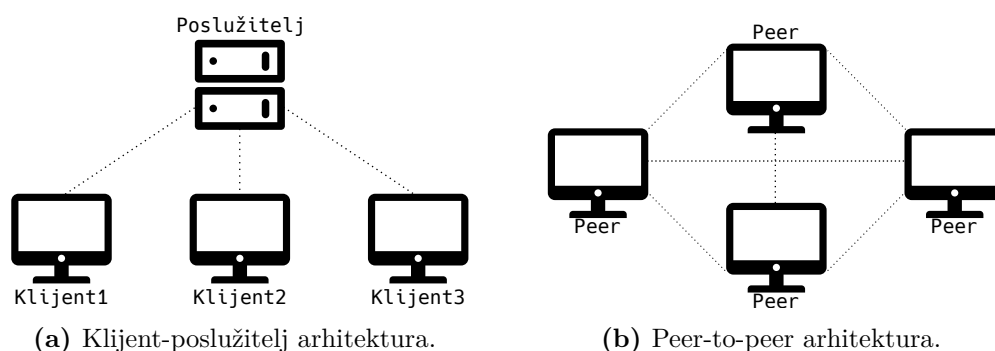 Poslužitelj
Klijent1
Klijent2
Klijent3
(a) Klijent-poslužitelj arhitektura.
Peer
Peer
Peer
Peer
(b) Peer-to-peer arhitektura.